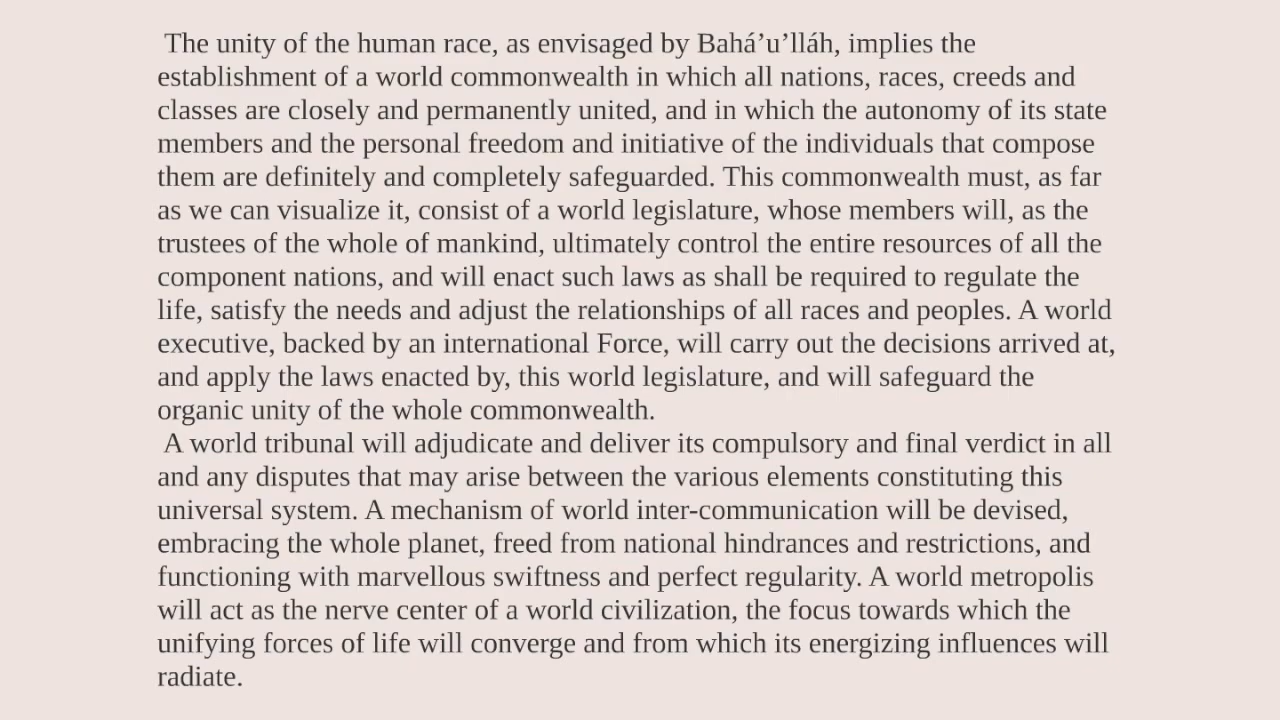 The unity of the human race, as envisaged by Bahá’u’lláh, implies the
establishment of a world commonwealth in which all nations, races, creeds and
classes are closely and permanently united, and in which the autonomy of its state
members and the personal freedom and initiative of the individuals that compose
them are definitely and completely safeguarded. This commonwealth must, as far
as we can visualize it, consist of a world legislature, whose members will, as the
trustees of the whole of mankind, ultimately control the entire resources of all the
component nations, and will enact such laws as shall be required to regulate the
life, satisfy the needs and adjust the relationships of all races and peoples. A world
executive, backed by an international Force, will carry out the decisions arrived at,
and apply the laws enacted by, this world legislature, and will safeguard the
organic unity of the whole commonwealth.
A world tribunal will adjudicate and deliver its compulsory and final verdict in all
and any disputes that may arise between the various elements constituting this
universal system. A mechanism of world inter-communication will be devised,
embracing the whole planet, freed from national hindrances and restrictions, and
functioning with marvellous swiftness and perfect regularity. A world metropolis
will act as the nerve center of a world civilization, the focus towards which the
unifying forces of life will converge and from which its energizing influences will
radiate.